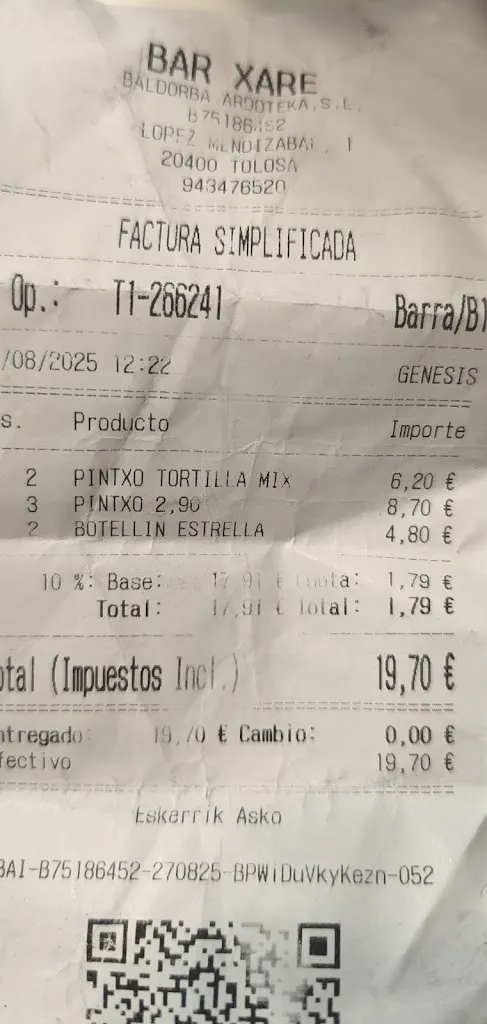 BAR XARE
BALDORBA ARDOTEKA,S.L.
B75186452
LOPEZ MENDIZABAL, 1
20400 TOLOSA
943476520
FACTURA SIMPLIFICADA
Op.: T1-266241 Barra/B1
/08/2025 12:22 GENESIS
s. Producto Importe
2 PINTXO TORTILLA MIX 6,20 €
3 PINTXO 2,90 8,70 €
2 BOTELLIN ESTRELLA 4,80 €
10 %: Base: 17,91 € Cuota: 1,79 €
Total: 17,91 € Total: 1,79 €
otal (Impuestos Incl.) 19,70 €
ntregado: 19,70 € Cambio: 0,00 €
fectivo 19,70 €
Eskerrik Asko
BAI-B75186452-270825-BPWiDuVkyKezn-052